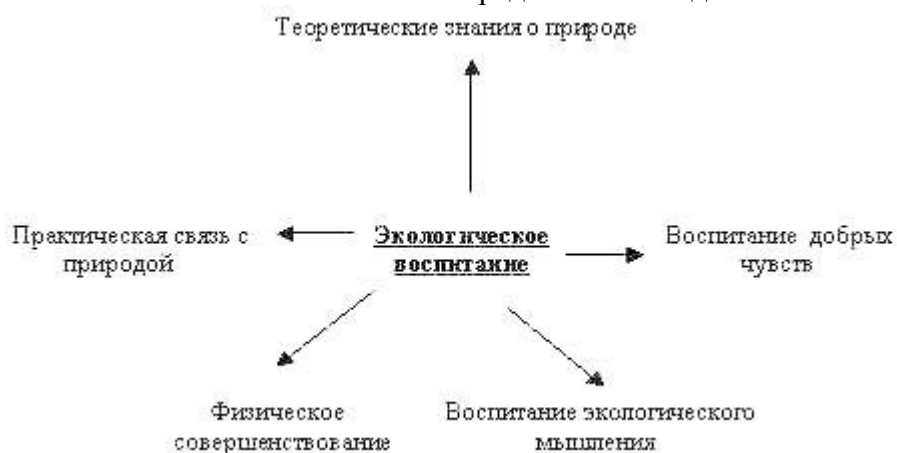 Теоретические знания о природе
Практическая связь с
природой
Экологическое
воспитание
Воспитание добрых
чувств
Физическое
совершенствование
Воспитание экологического
мышления